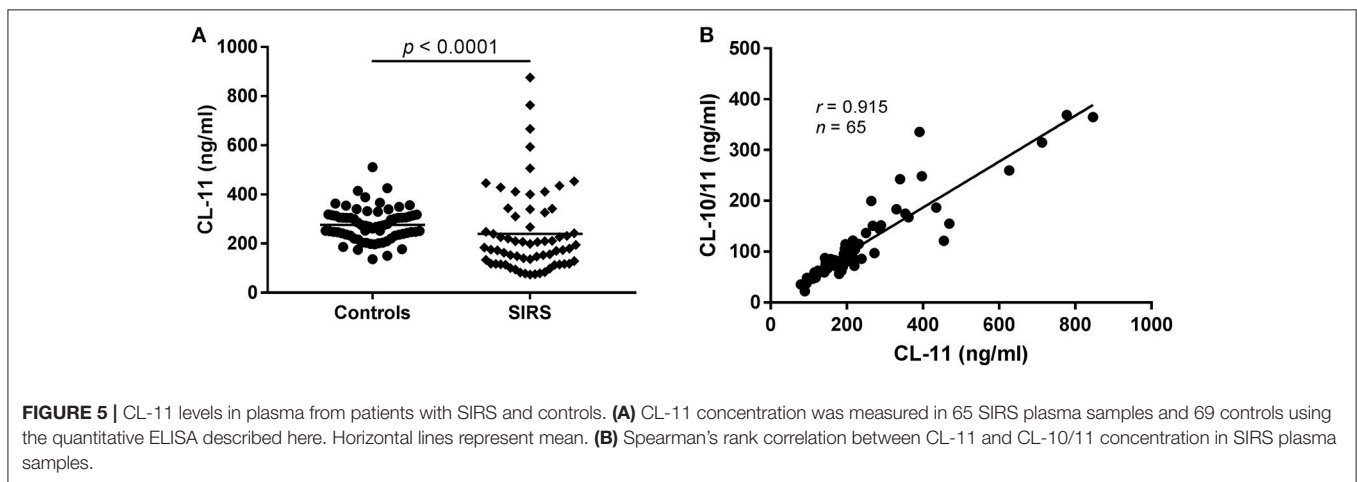 A
1000
800
600
400
200
0
CL-11 (ng/ml)
p < 0.0001
Controls SIRS
B
500
400
300
200
100
0
CL-10/11 (ng/ml)
r = 0.915
n = 65
0 200 400 600 800 1000
CL-11 (ng/ml)
FIGURE 5 | CL-11 levels in plasma from patients with SIRS and controls. (A) CL-11 concentration was measured in 65 SIRS plasma samples and 69 controls using
the quantitative ELISA described here. Horizontal lines represent mean. (B) Spearman's rank correlation between CL-11 and CL-10/11 concentration in SIRS plasma
samples.